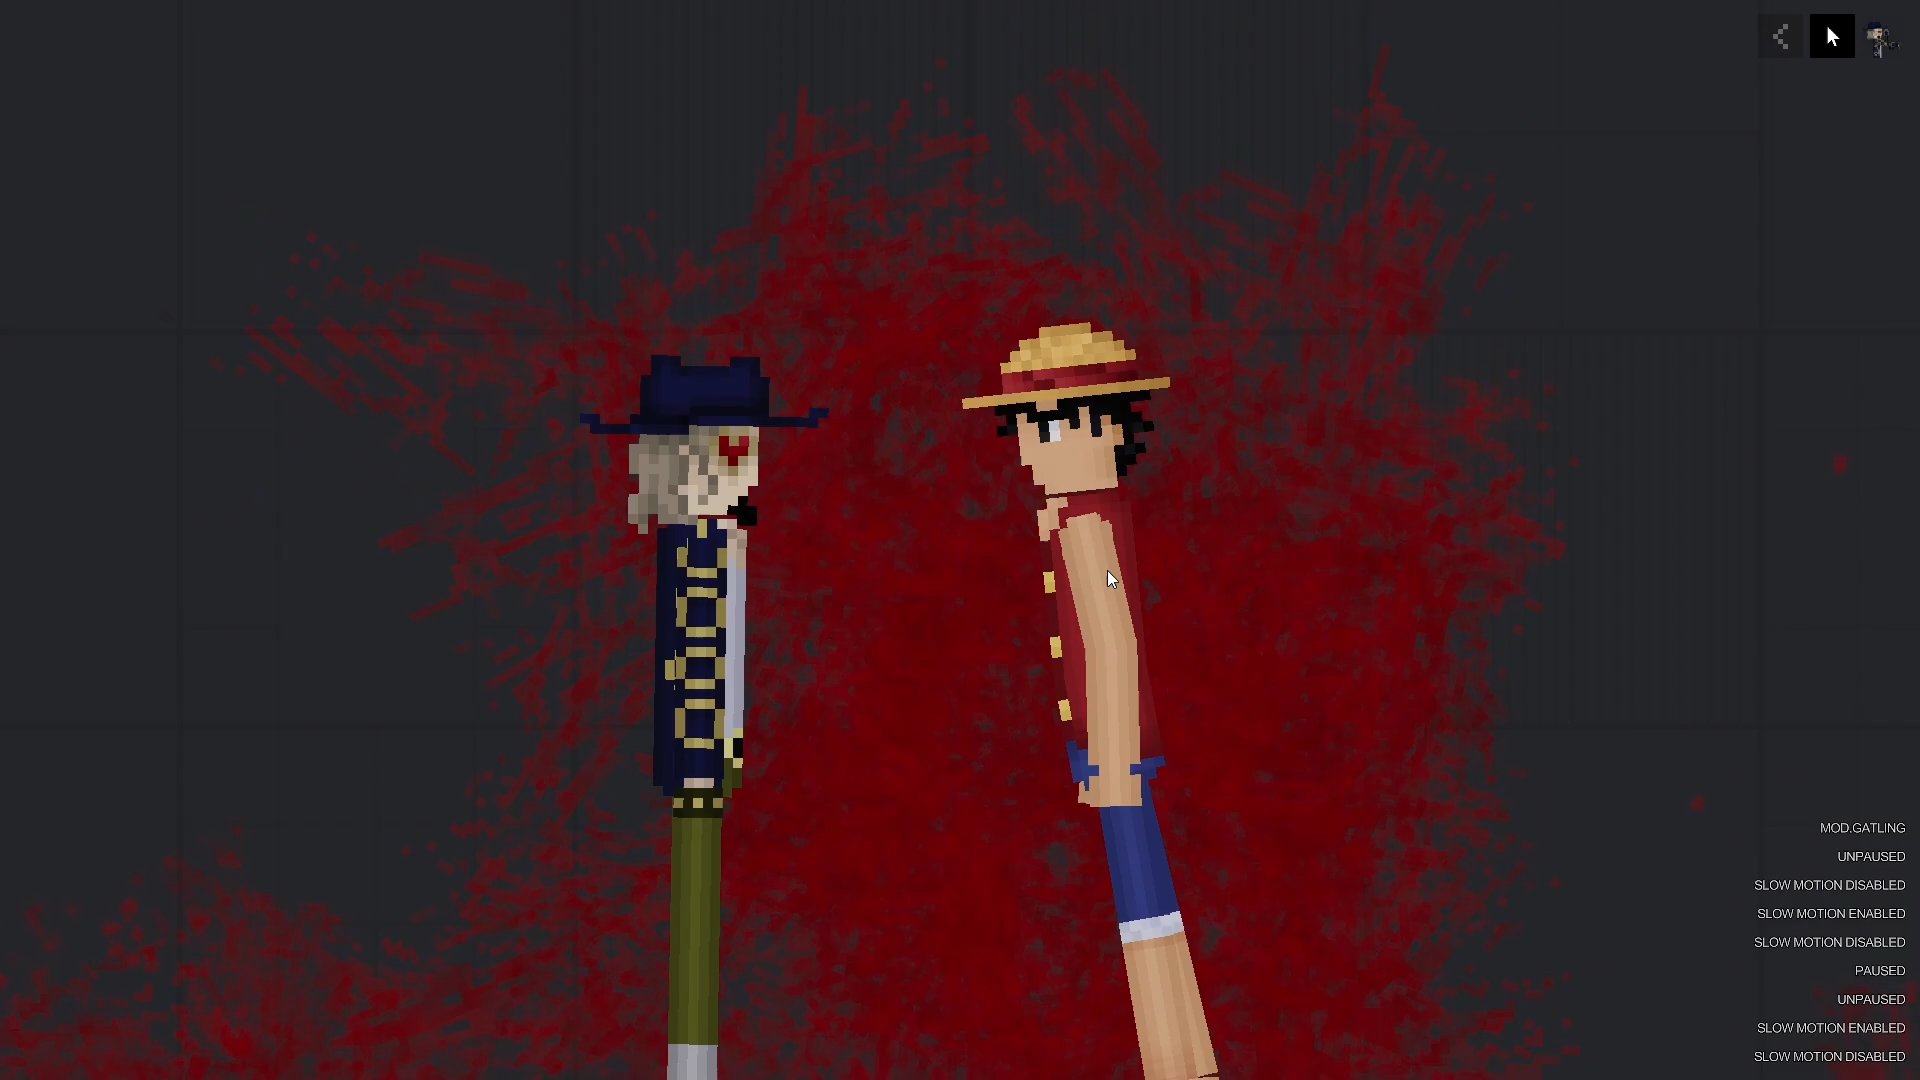 MOD.GATLING
UNPAUSED
SLOW MOTION DISABLED
SLOW MOTION ENABLED
SLOW MOTION DISABLED
PAUSED
UNPAUSED
SLOW MOTION ENABLED
SLOW MOTION DISABLED